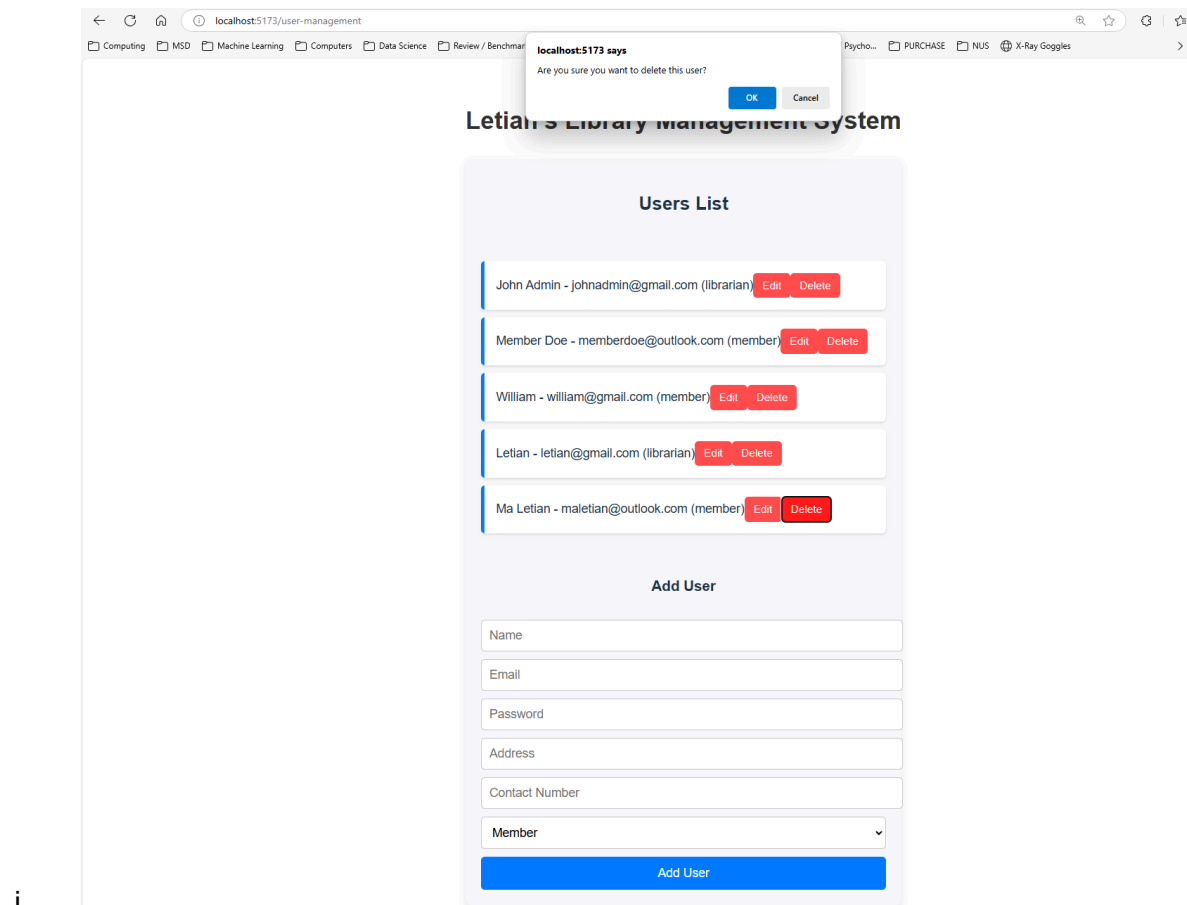 localhost:5173/user-management
Computing MSD Machine Learning Computers Data Science Review / Benchmar Psycho... PURCHASE NUS X-Ray Goggles
localhost:5173 says
Are you sure you want to delete this user?
OK Cancel
Letian's Library Management System
Users List
John Admin - johnadmin@gmail.com (librarian) Edit Delete
Member Doe - memberdoe@outlook.com (member) Edit Delete
William - william@gmail.com (member) Edit Delete
Letian - letian@gmail.com (librarian) Edit Delete
Ma Letian - maletian@outlook.com (member) Edit Delete
Add User
Name
Email
Password
Address
Contact Number
Member
Add User
i